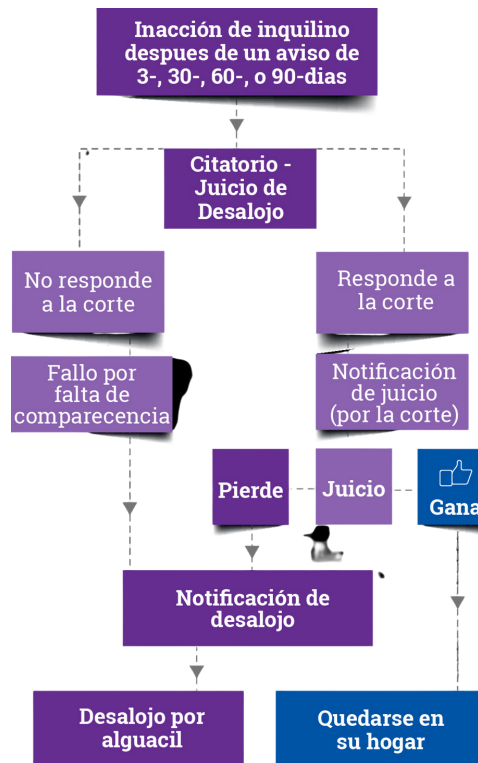 Inacción de inquilino
despues de un aviso de
3-, 30-, 60-, o 90-dias
Citatorio -
Juicio de
Desalojo
No responde
a la corte
Responde a
la corte
Fallo por
falta de
comparecencia
Notificación
de juicio
(por la corte)
Pierde
Juicio
Gana
Notificación de
desalojo
Desalojo por
alguacil
Quedarse en
su hogar